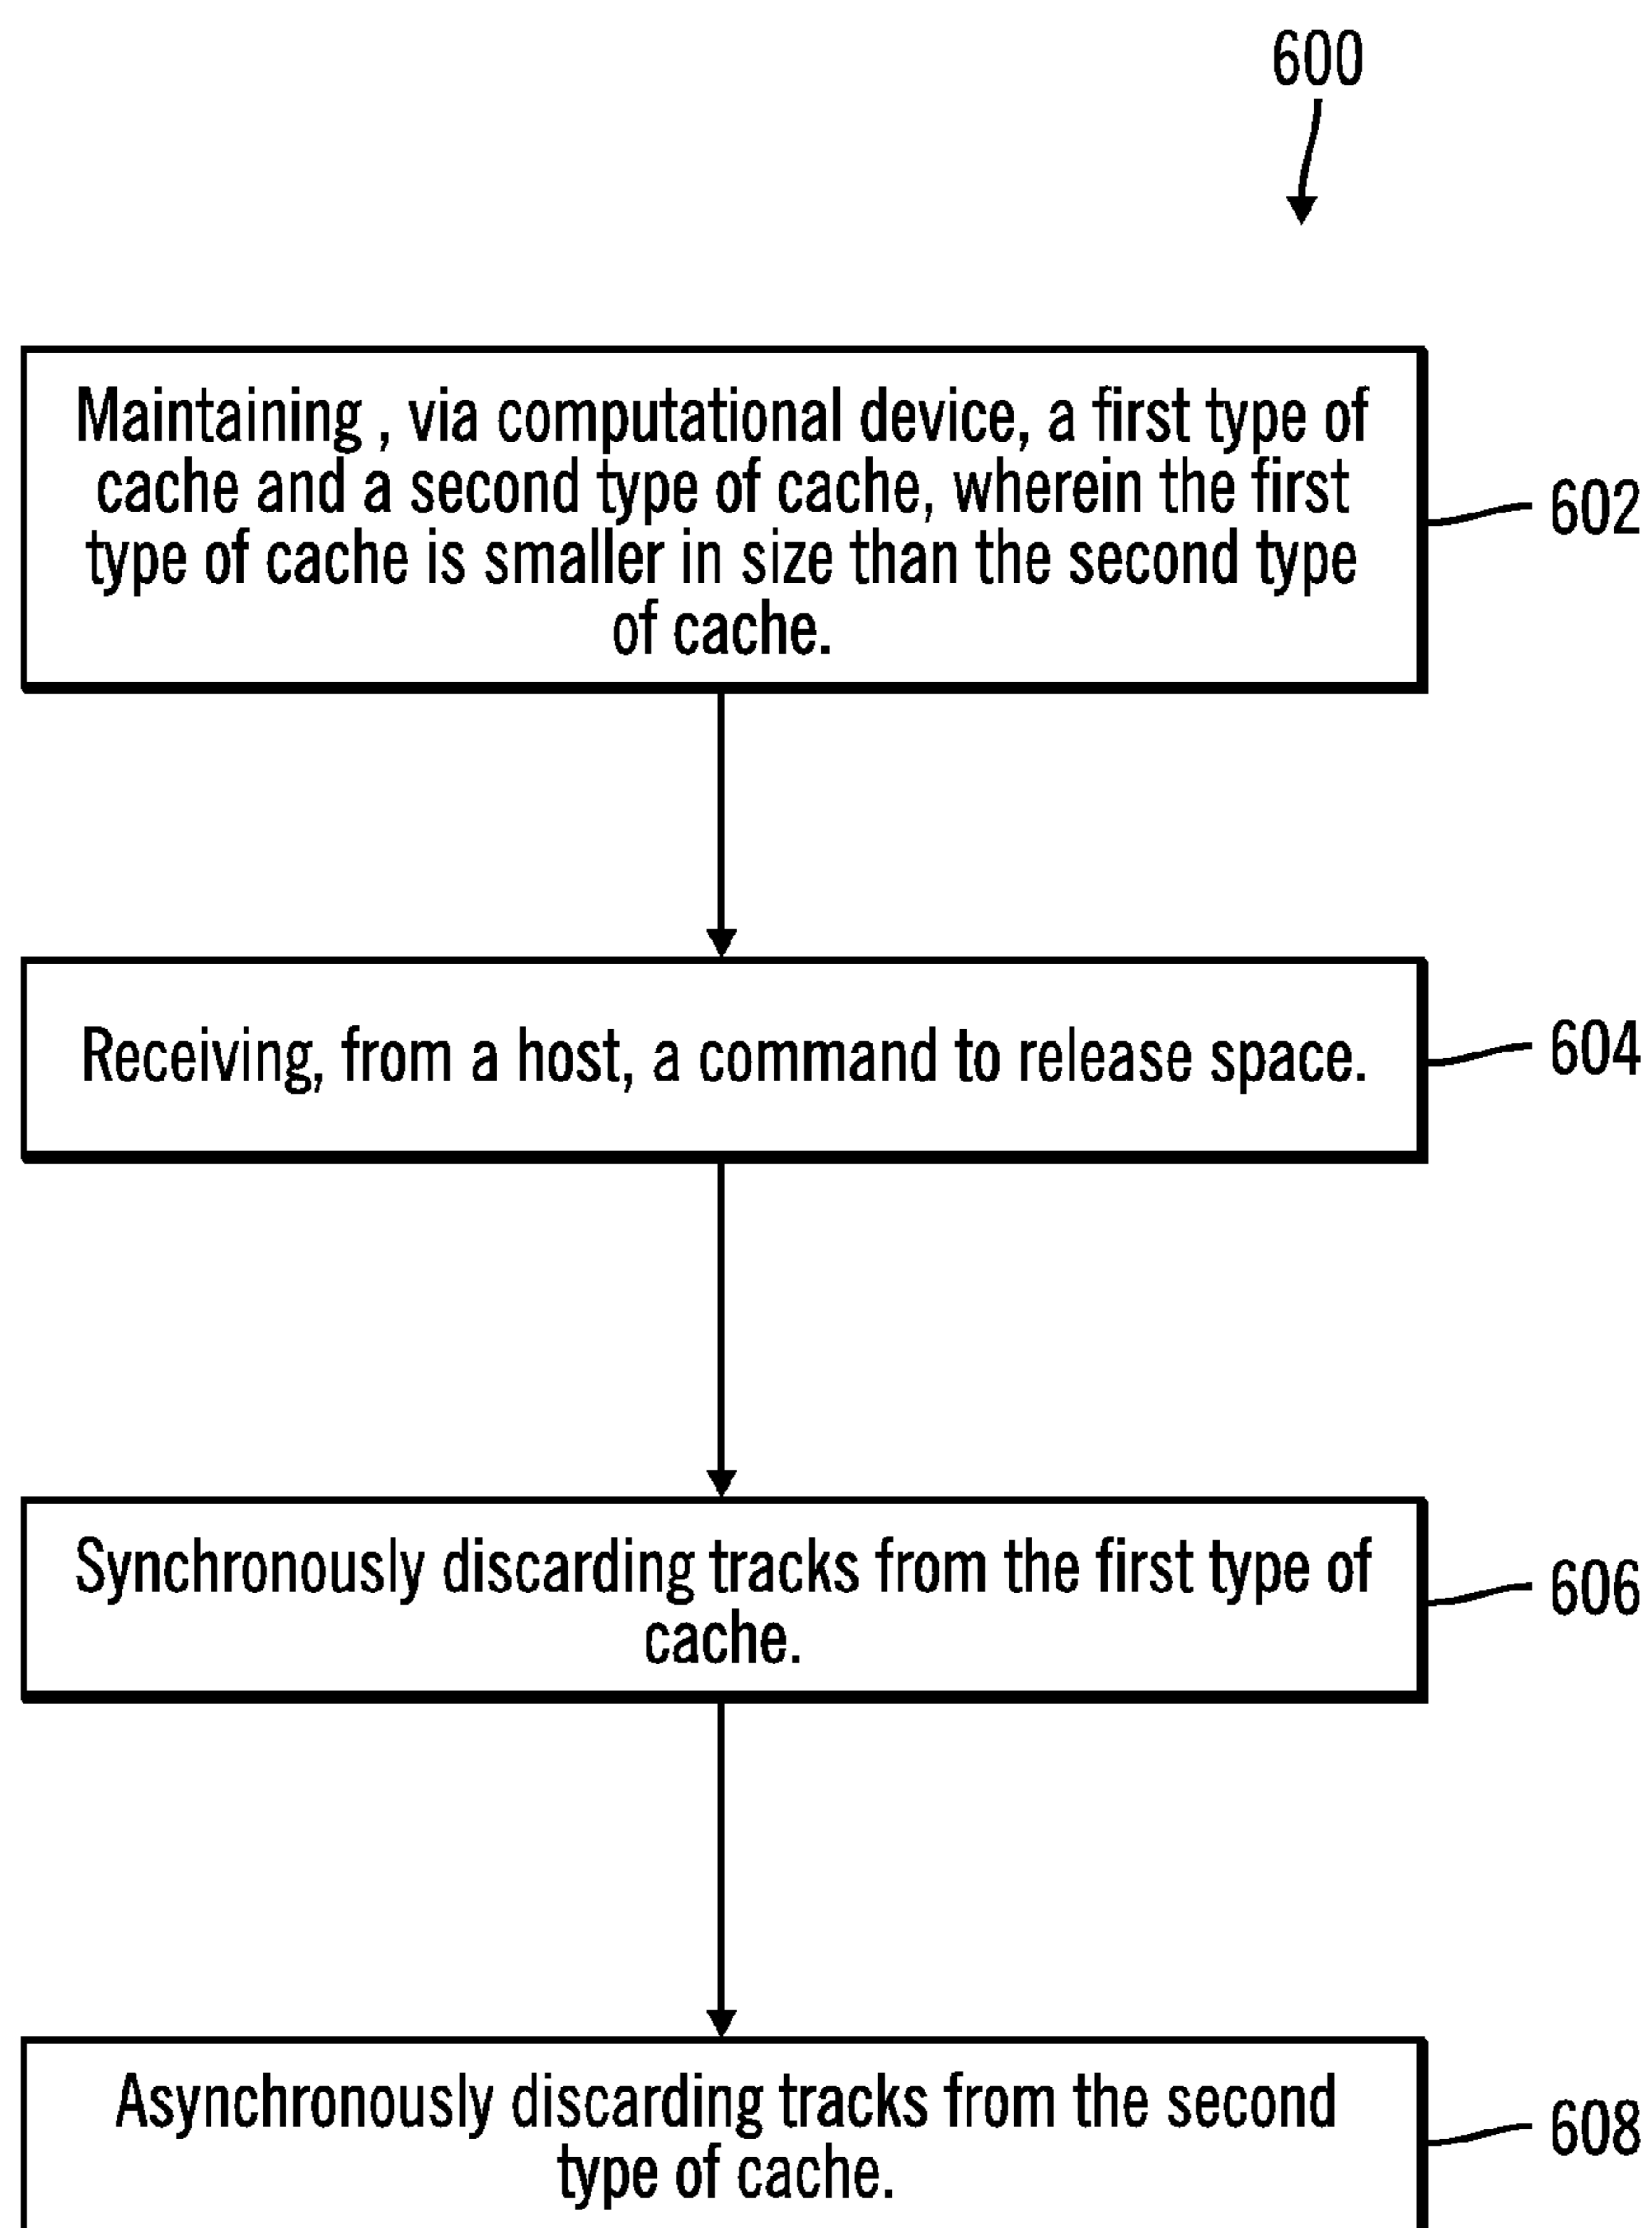 600
Maintaining , via computational device, a first type of
cache and a second type of cache, wherein the first
type of cache is smaller in size than the second type
of cache.
602
Receiving, from a host, a command to release space.
604
Synchronously discarding tracks from the first type of
cache.
606
Asynchronously discarding tracks from the second
type of cache.
608